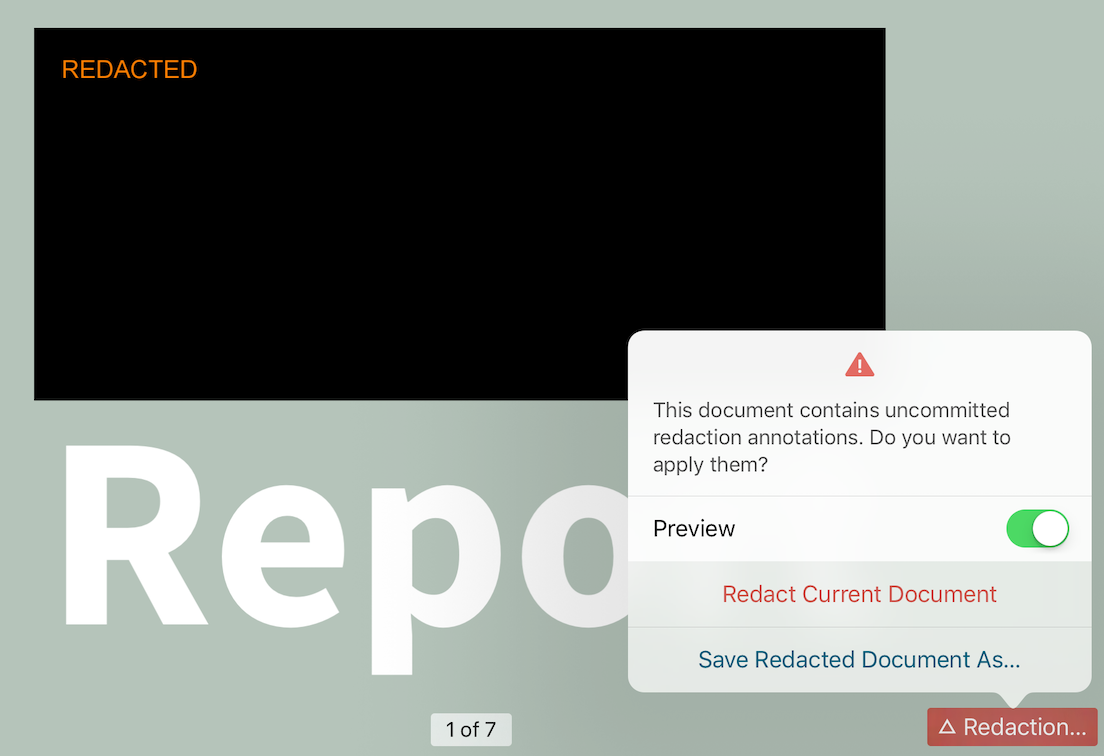 REDACTED
Repo
This document contains uncommitted
redaction annotations. Do you want to
apply them?
Preview
Redact Current Document
Save Redacted Document As...
1 of 7
Redaction...